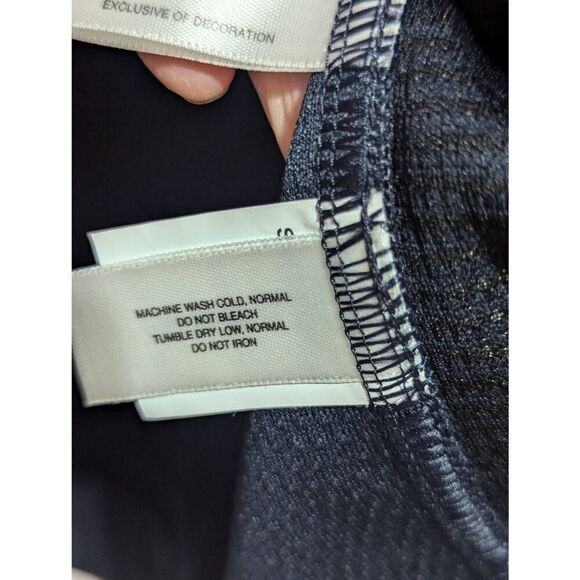 EXCLUSIVE OF DECORATION
MACHINE WASH COLD, NORMAL
DO NOT BLEACH
TUMBLE DRY LOW, NORMAL
DO NOT IRON